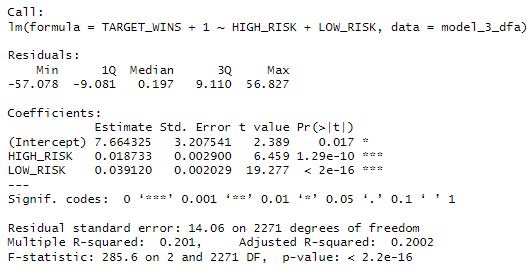 Call:
lm(formula = TARGET_WINS + 1 ~ HIGH_RISK + LOW_RISK, data = model_3_dfa)
Residuals:
    Min      1Q  Median      3Q     Max
-57.078  -9.081   0.197   9.110  56.827
Coefficients:
            Estimate Std. Error t value Pr(>|t|)
(Intercept) 7.664325   3.207541   2.389    0.017 *
HIGH_RISK   0.018733   0.002900   6.459 1.29e-10 ***
LOW_RISK    0.039120   0.002029  19.277  < 2e-16 ***
---
Signif. codes:  0 ‘***’ 0.001 ‘**’ 0.01 ‘*’ 0.05 ‘.’ 0.1 ‘ ’ 1
Residual standard error: 14.06 on 2271 degrees of freedom
Multiple R-squared:  0.201,     Adjusted R-squared:  0.2002
F-statistic: 285.6 on 2 and 2271 DF,  p-value: < 2.2e-16